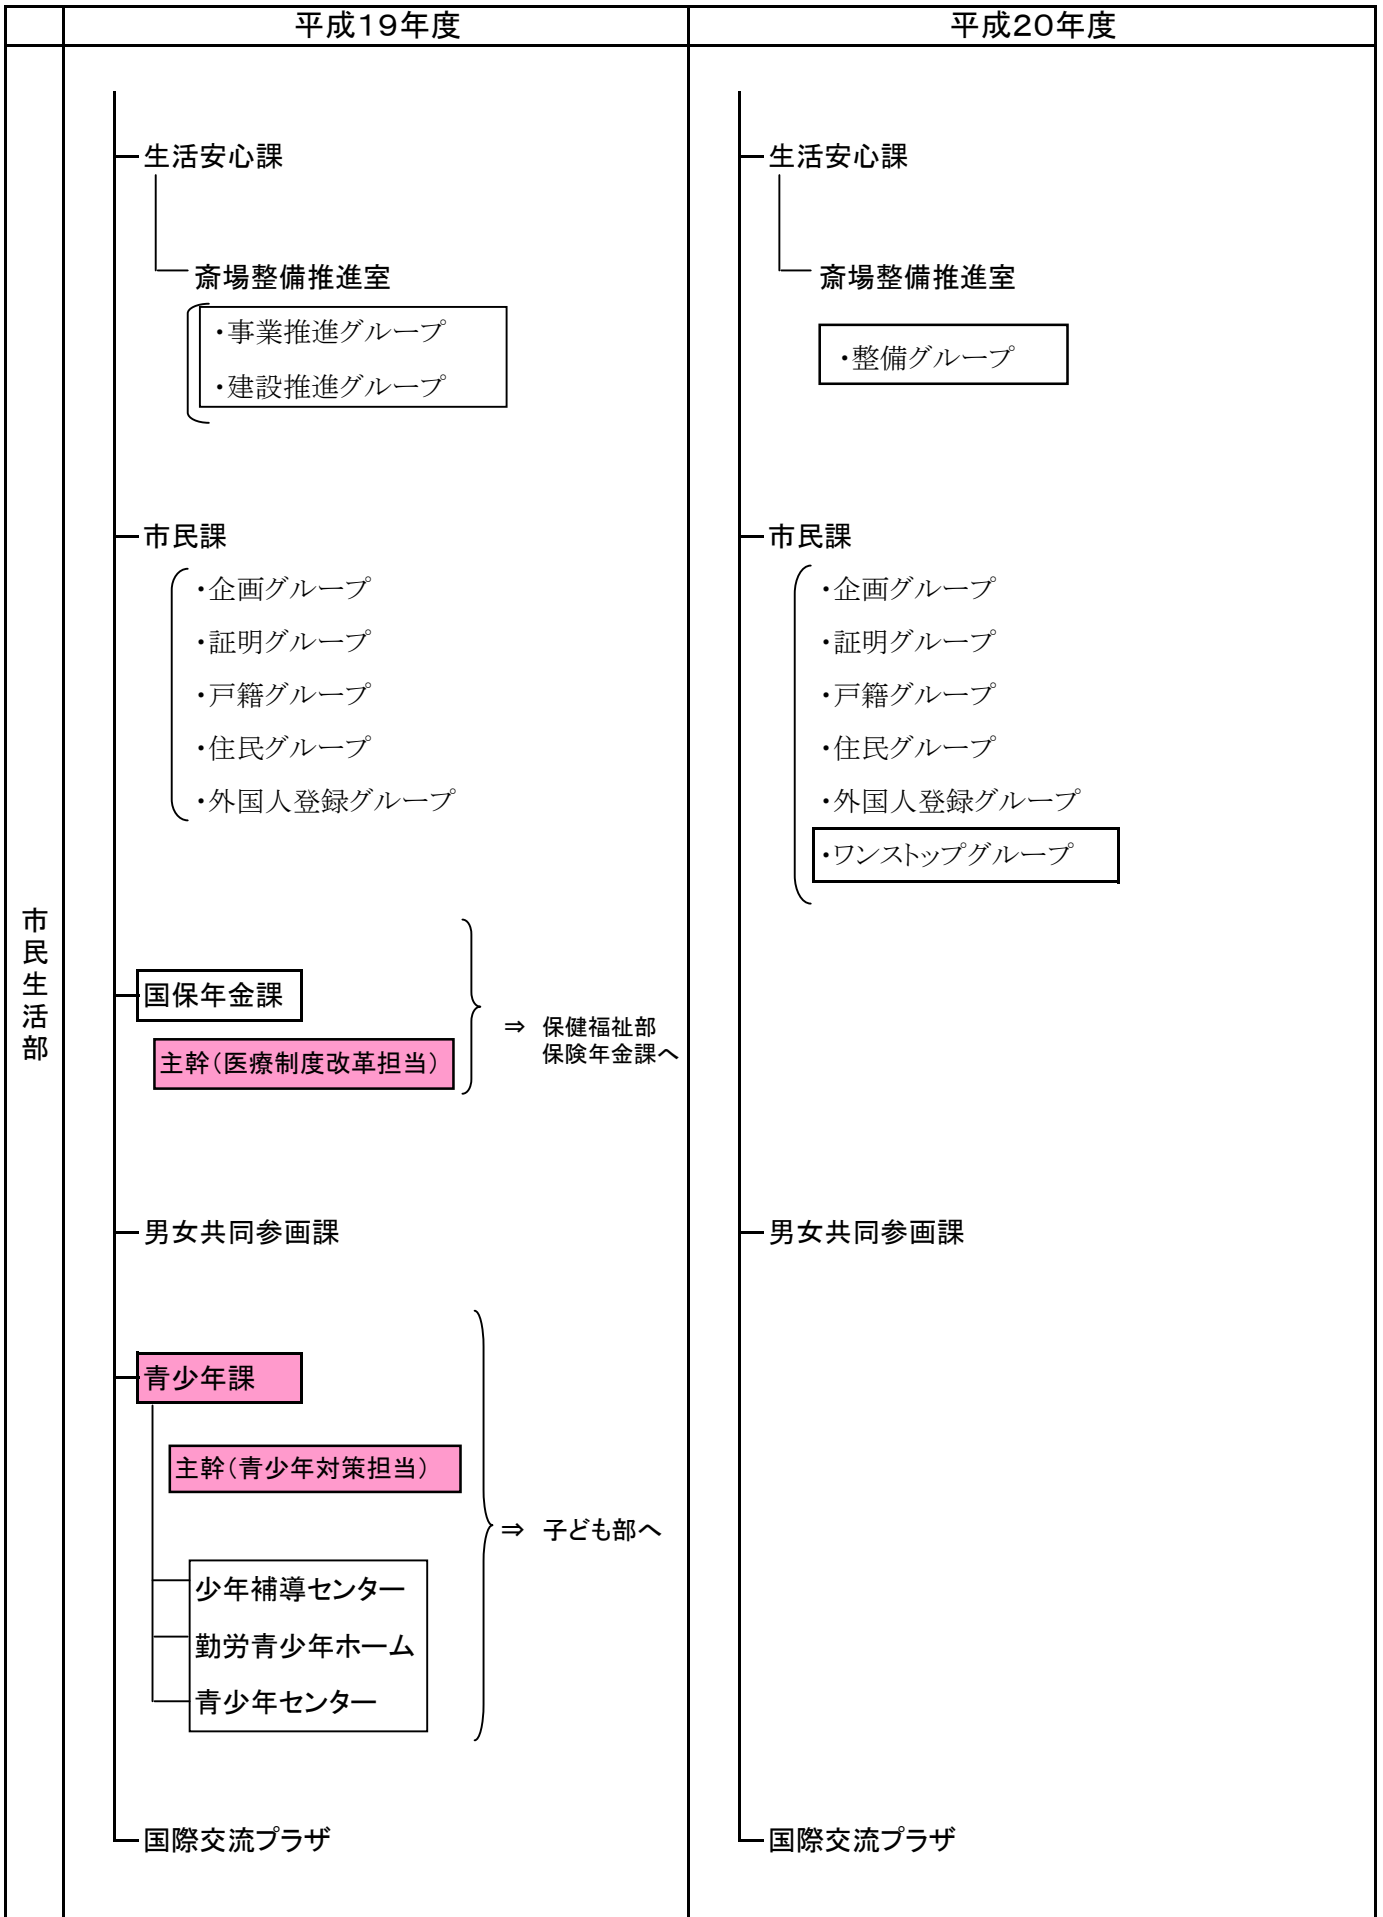 平成19年度
平成20年度
市民生活部
生活安心課
斎場整備推進室
・事業推進グループ
・建設推進グループ
市民課
・企画グループ
・証明グループ
・戸籍グループ
・住民グループ
・外国人登録グループ
国保年金課
主幹(医療制度改革担当)
⇒ 保健福祉部
保険年金課へ
男女共同参画課
青少年課
主幹(青少年対策担当)
⇒ 子ども部へ
少年補導センター
勤労青少年ホーム
青少年センター
国際交流プラザ
生活安心課
斎場整備推進室
・整備グループ
市民課
・企画グループ
・証明グループ
・戸籍グループ
・住民グループ
・外国人登録グループ
・ワンストップグループ
男女共同参画課
国際交流プラザ